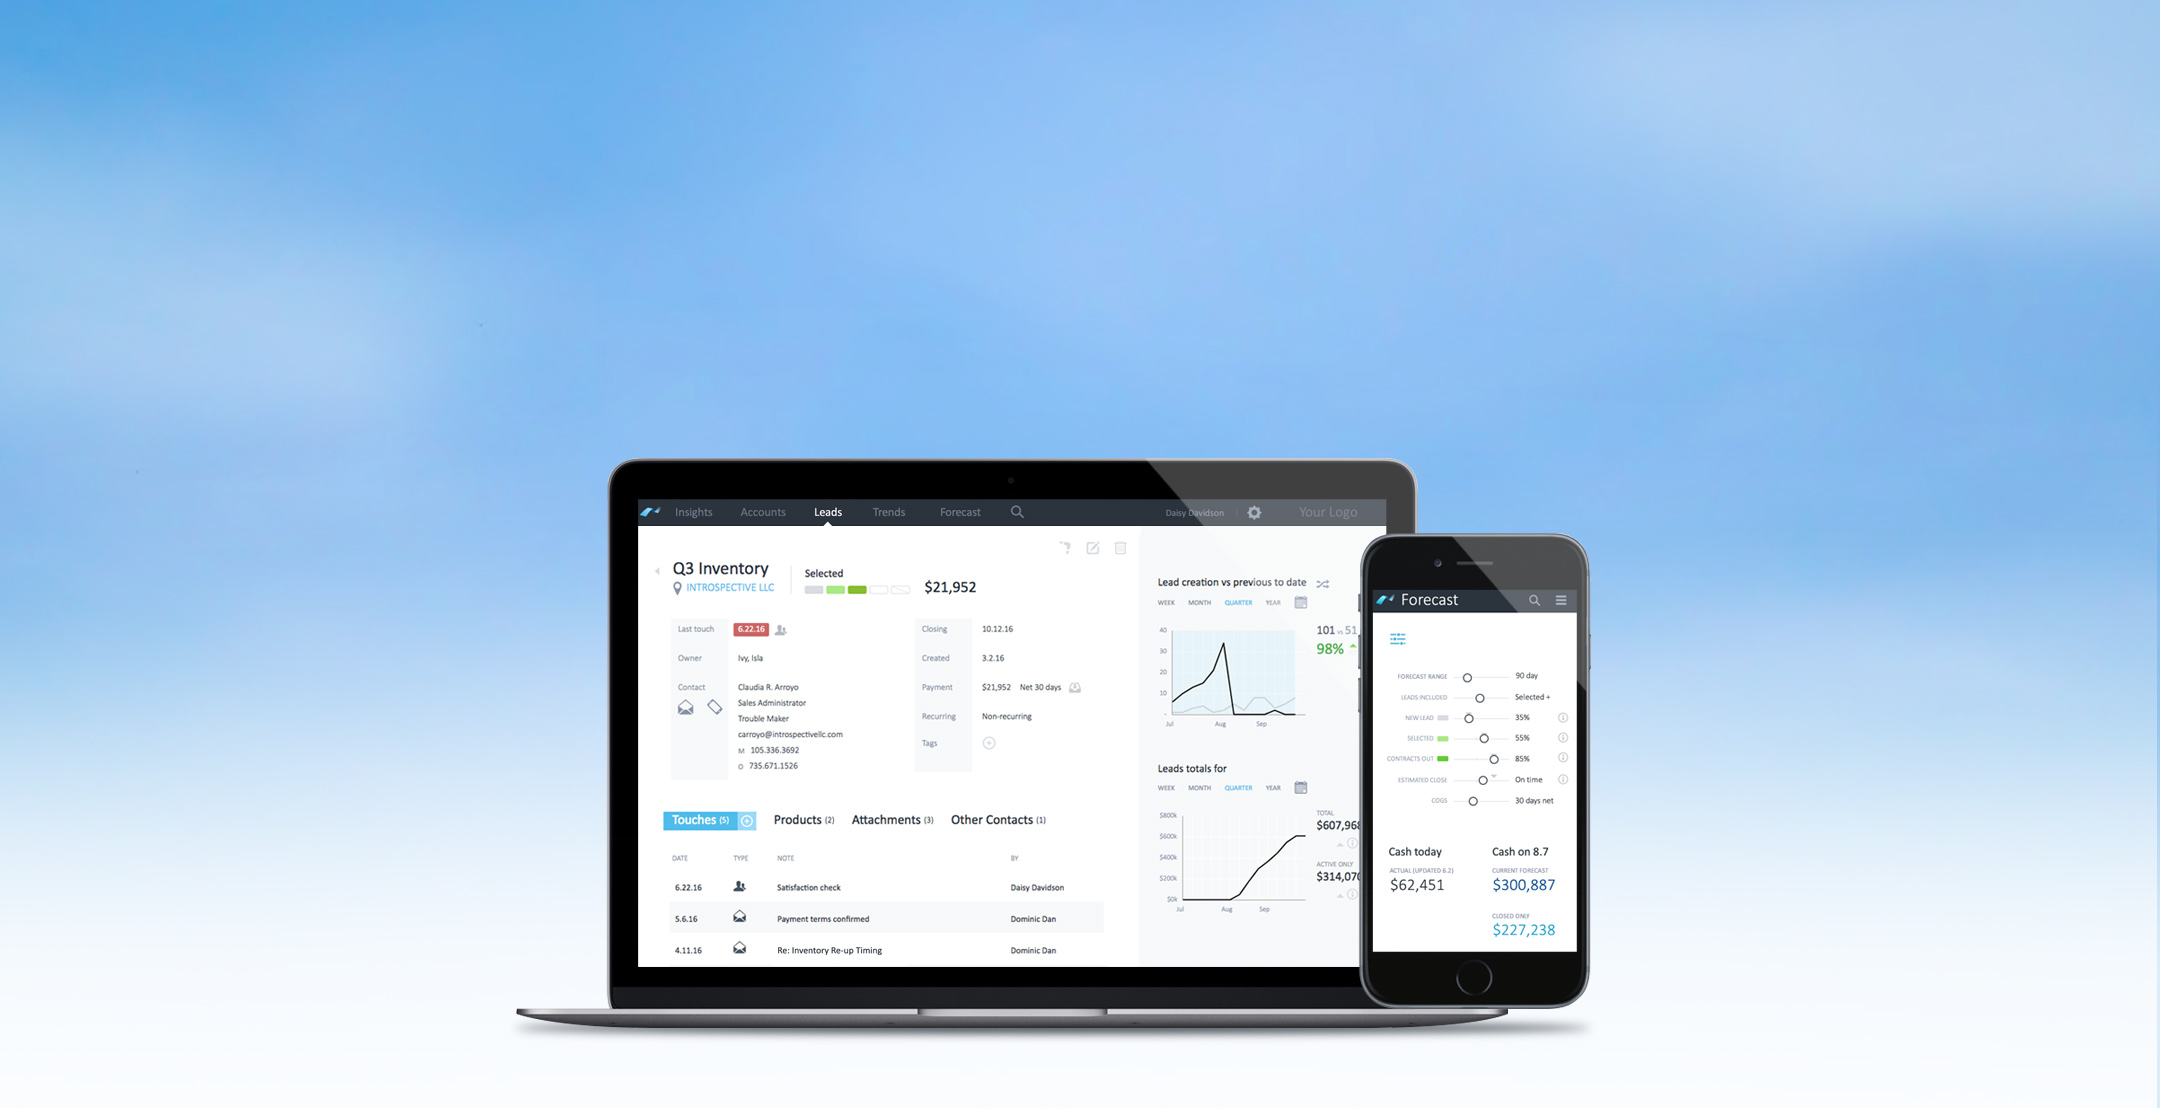 Insights Accounts Leads Trends Forecast Daisy Davidson Your Logo
Q3 Inventory
INTROSPECTIVE LLC
Selected
$21,952
Last touch 6.22.16
Owner Ivy, Isla
Contact Claudia R. Arroyo
Sales Administrator
Trouble Maker
carroyo@introspectivellc.com
M 105.336.3692
O 735.671.1526
Closing 10.12.16
Created 3.2.16
Payment $21,952 Net 30 days
Recurring Non-recurring
Tags
Touches (5) Products (2) Attachments (3) Other Contacts (1)
DATE TYPE NOTE BY
6.22.16 Satisfaction check Daisy Davidson
5.6.16 Payment terms confirmed Dominic Dan
4.11.16 Re: Inventory Re-up Timing Dominic Dan
Lead creation vs previous to date
WEEK MONTH QUARTER YEAR
40
30
20
10
-
Jul Aug Sep
101 vs 51
98%
Leads totals for
WEEK MONTH QUARTER YEAR
$800k
$600k
$400k
$200k
$0k
Jul Aug Sep
TOTAL
$607,968
ACTIVE ONLY
$314,070
Forecast
FORECAST RANGE 90 day
LEADS INCLUDED Selected +
NEW LEAD 35%
SELECTED 55%
CONTRACTS OUT 85%
ESTIMATED CLOSE On time
COGS 30 days net
Cash today
ACTUAL (UPDATED 6.2)
$62,451
Cash on 8.7
CURRENT FORECAST
$300,887
CLOSED ONLY
$227,238